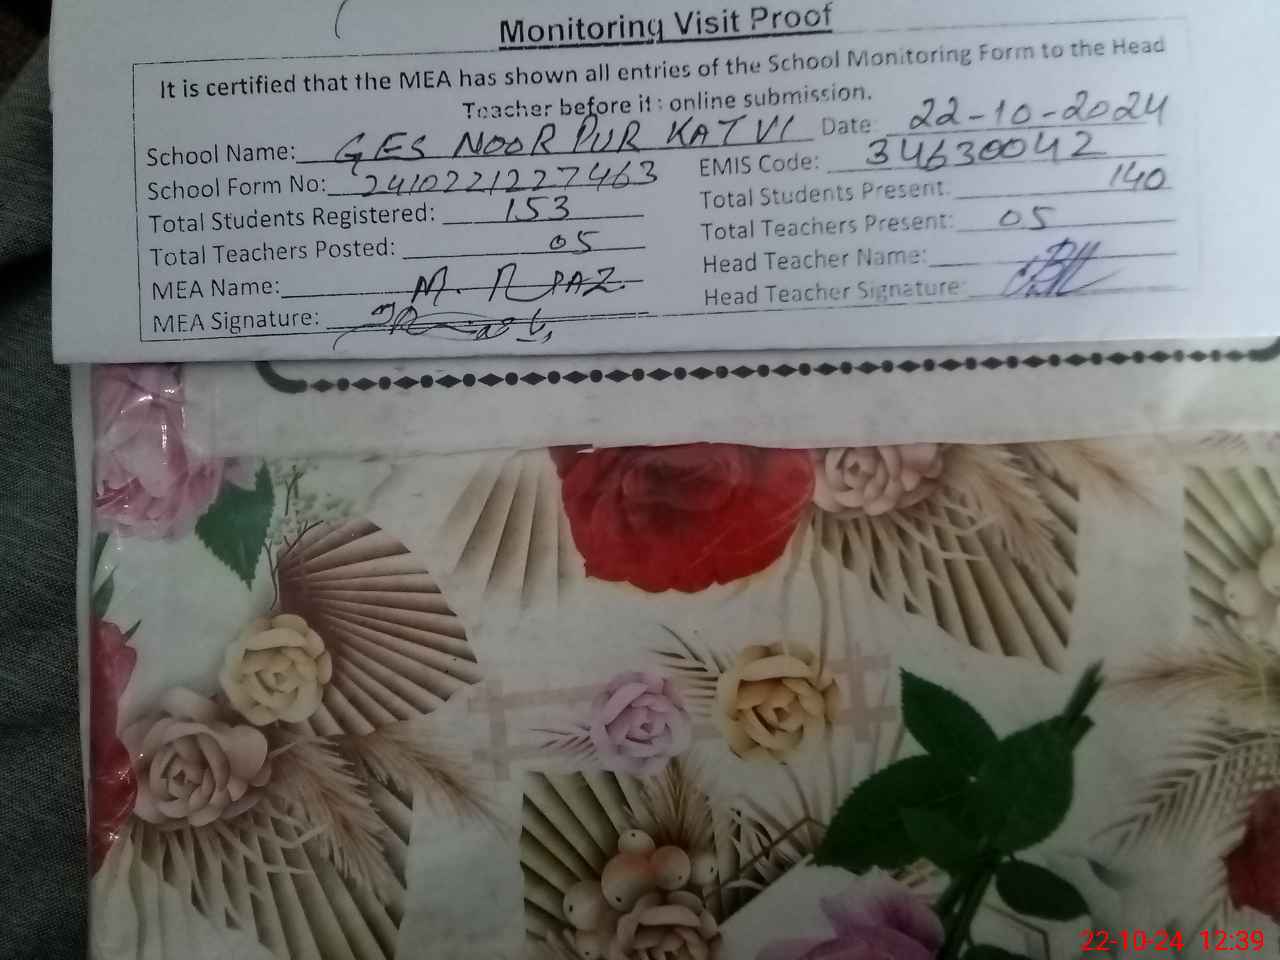 Monitoring Visit Proof
It is certified that the MEA has shown all entries of the School Monitoring Form to the Head
Teacher before it : online submission.
School Name: GES NOOR PUR KATVI Date: 22-10-2024
School Form No: 2410221227463 EMIS Code: 34630042
Total Students Registered: 153 Total Students Present: 140
Total Teachers Posted: 05 Total Teachers Present: 05
MEA Name: M. Head Teacher Name:
MEA Signature: Head Teacher Signature:
22-10-24 12:39